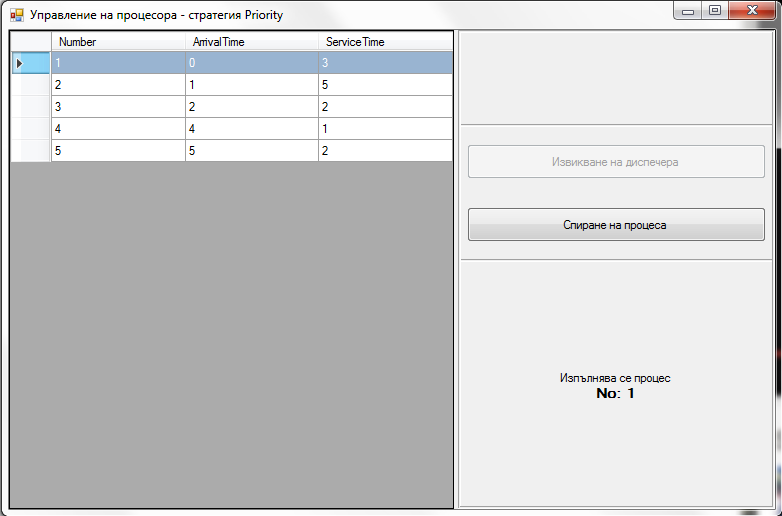 Управление на процесора - стратегия Priority
Number ArrivalTime ServiceTime
1 0 3
2 1 5
3 2 2
4 4 1
5 5 2
Извикване на диспечера
Спиране на процеса
Изпълнява се процес
No: 1